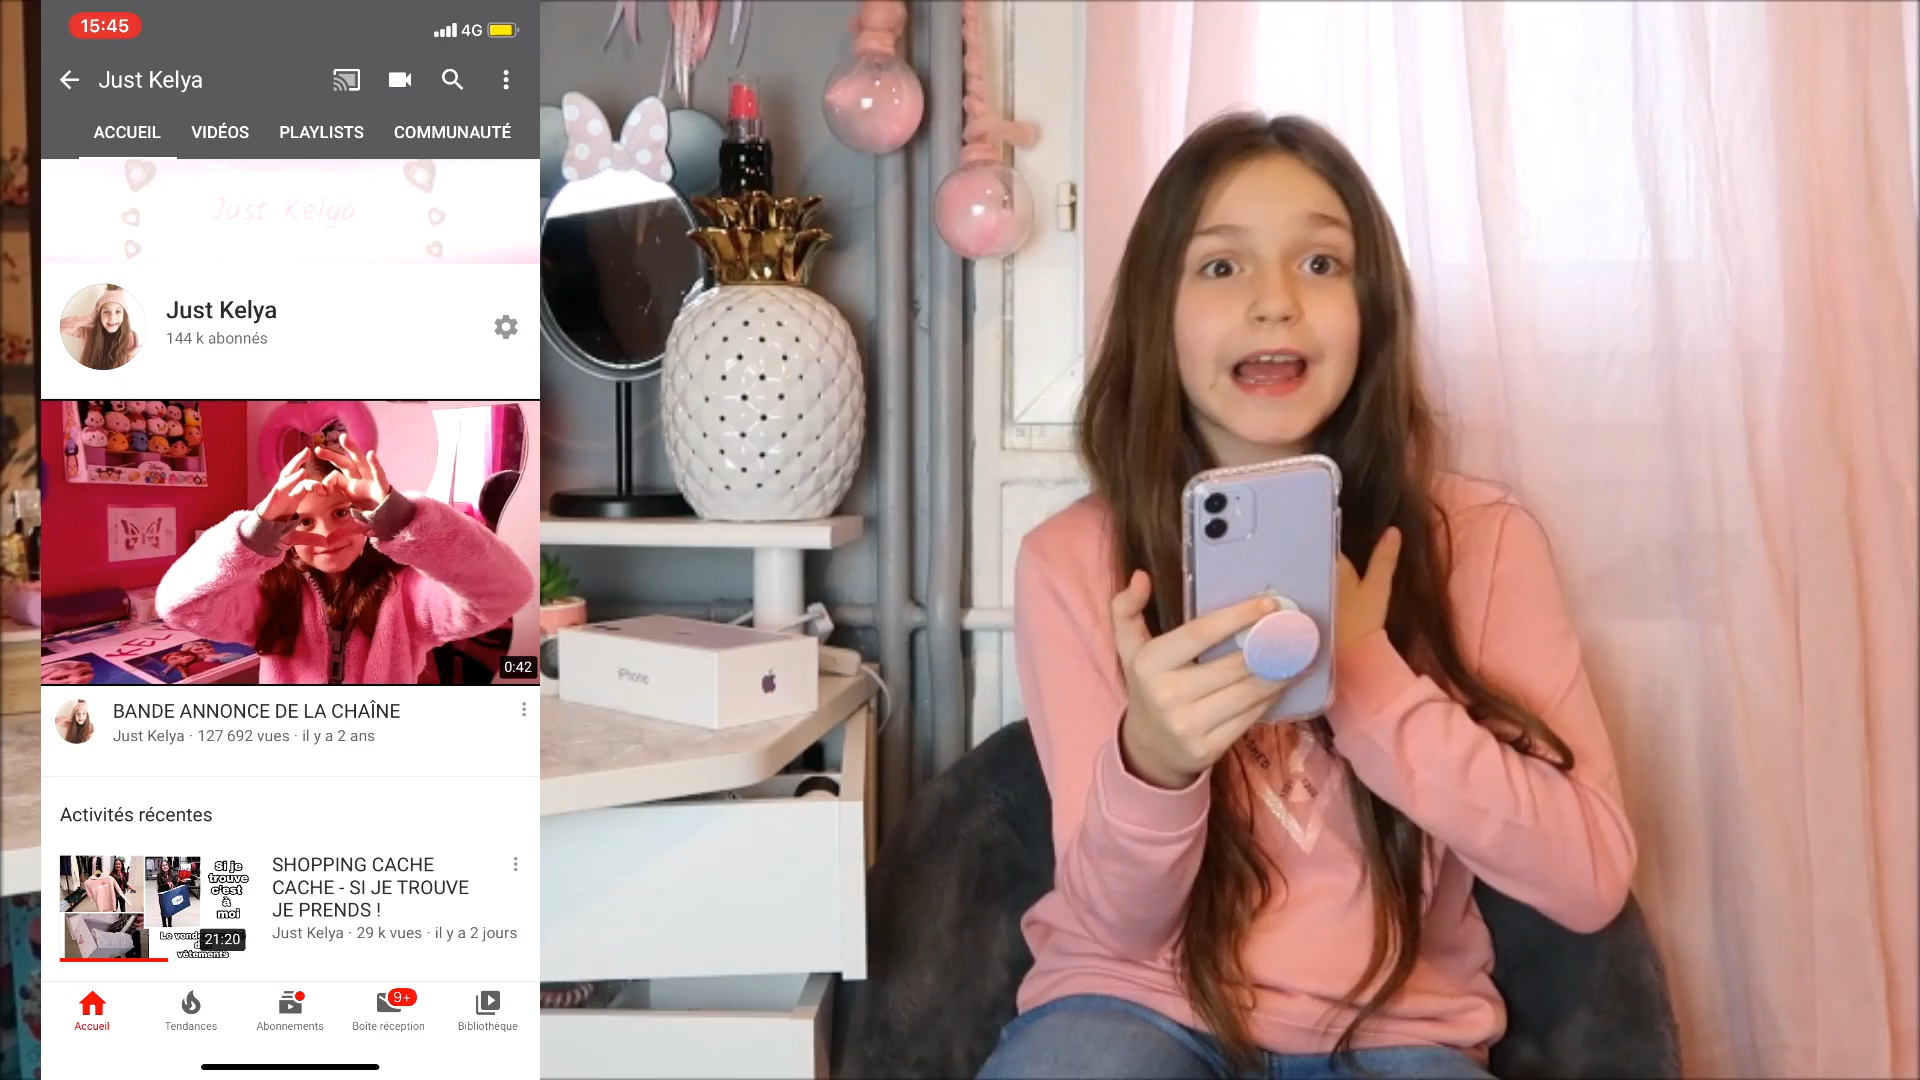 15:45
4G
Just Kelya
ACCUEIL VIDÉOS PLAYLISTS COMMUNAUTÉ
Just Kelya
Just Kelya
144 k abonnés
KEL
0:42
BANDE ANNONCE DE LA CHAÎNE
Just Kelya · 127 692 vues · il y a 2 ans
Activités récentes
Si je
trouve
c'est
à
moi
21:20
vêtements
SHOPPING CACHE
CACHE - SI JE TROUVE
JE PRENDS !
Just Kelya · 29 k vues · il y a 2 jours
9+
Accueil Tendances Abonnements Boîte réception Bibliothèque
iPhone